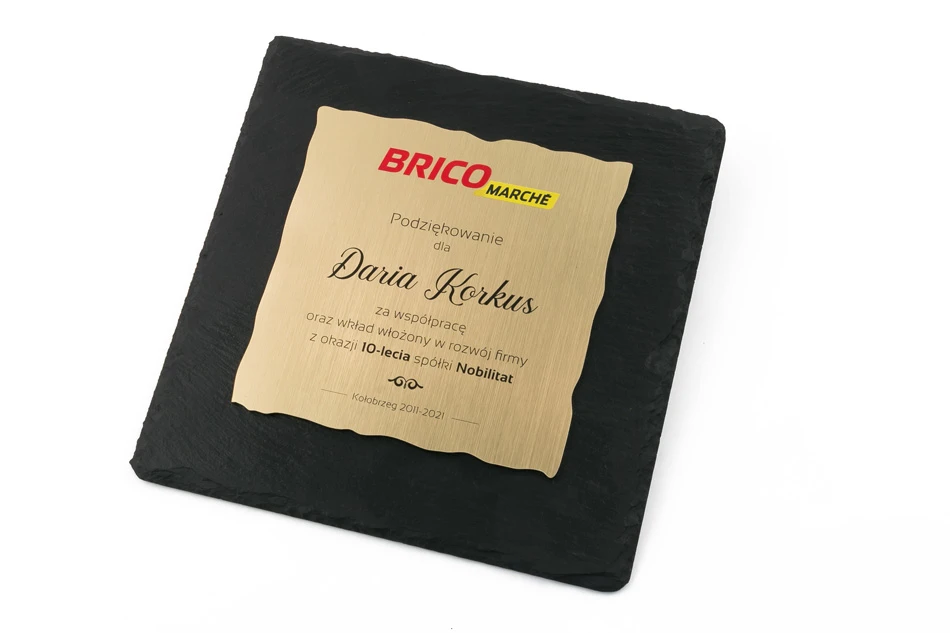 BRICO
MARCHÉ
Podziękowanie
dla
Daria Korkus
za współpracę
oraz wkład włożony w rozwój firmy
z okazji 10-lecia spółki Nobilitat
Kołobrzeg 2011-2021